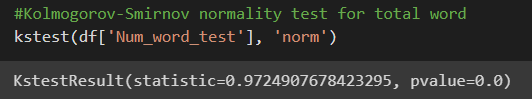 #Kolmogorov-Smirnov normality test for total word
kstest(df['Num_word_test'], 'norm')
KstestResult(statistic=0.9724907678423295, pvalue=0.0)